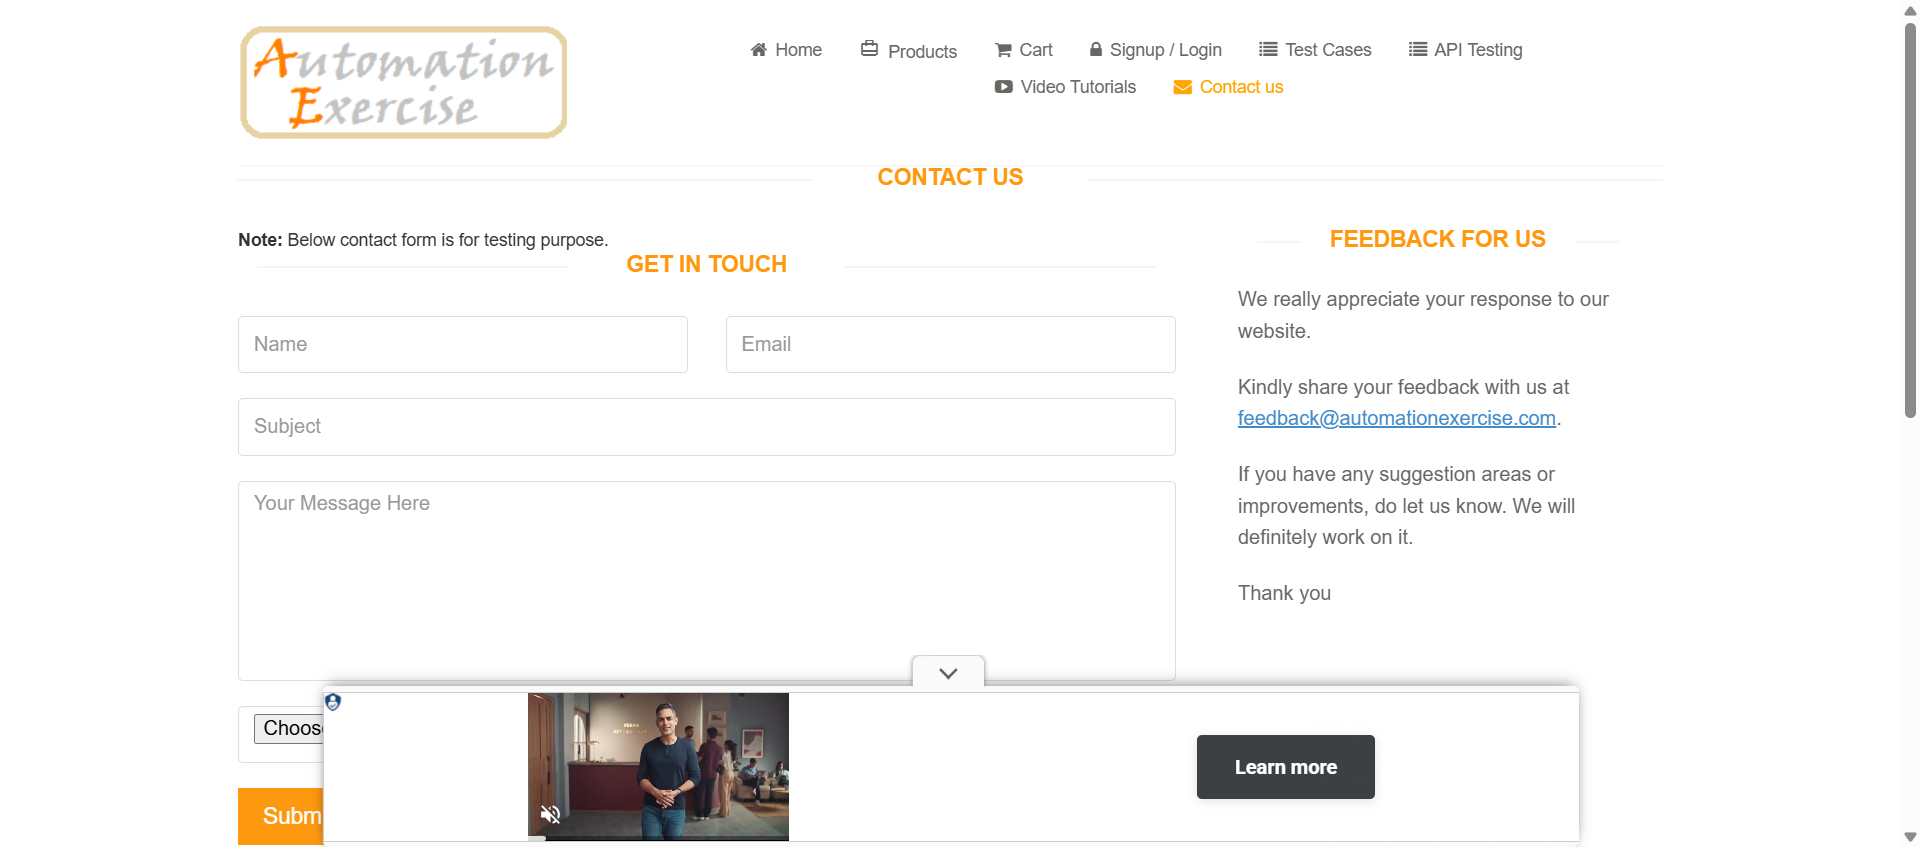 Automation
Exercise
Home
Products
Cart
Signup / Login
Test Cases
API Testing
Video Tutorials
Contact us
CONTACT US
Note: Below contact form is for testing purpose.
GET IN TOUCH
Name
Email
Subject
Your Message Here
Choos
Subm
FEEDBACK FOR US
We really appreciate your response to our
website.
Kindly share your feedback with us at
feedback@automationexercise.com.
If you have any suggestion areas or
improvements, do let us know. We will
definitely work on it.
Thank you
Learn more